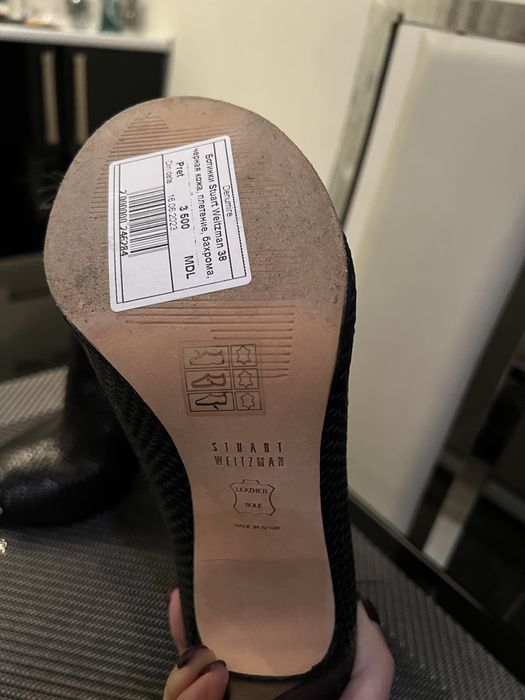 Denumire
Ботинки Stuart Weitzman 38
черная кожа, плетение, бахрома,
Pret
3 500
MDL
Din data
16.06.2023
STUART
WEITZMAN
LEATHER
SOLE
MADE IN SPAIN